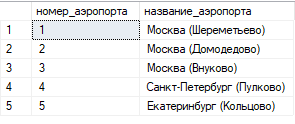 номер_аэропорта название_аэропорта
1 1 Москва (Шереметьево)
2 2 Москва (Домодедово)
3 3 Москва (Внуково)
4 4 Санкт-Петербург (Пулково)
5 5 Екатеринбург (Кольцово)